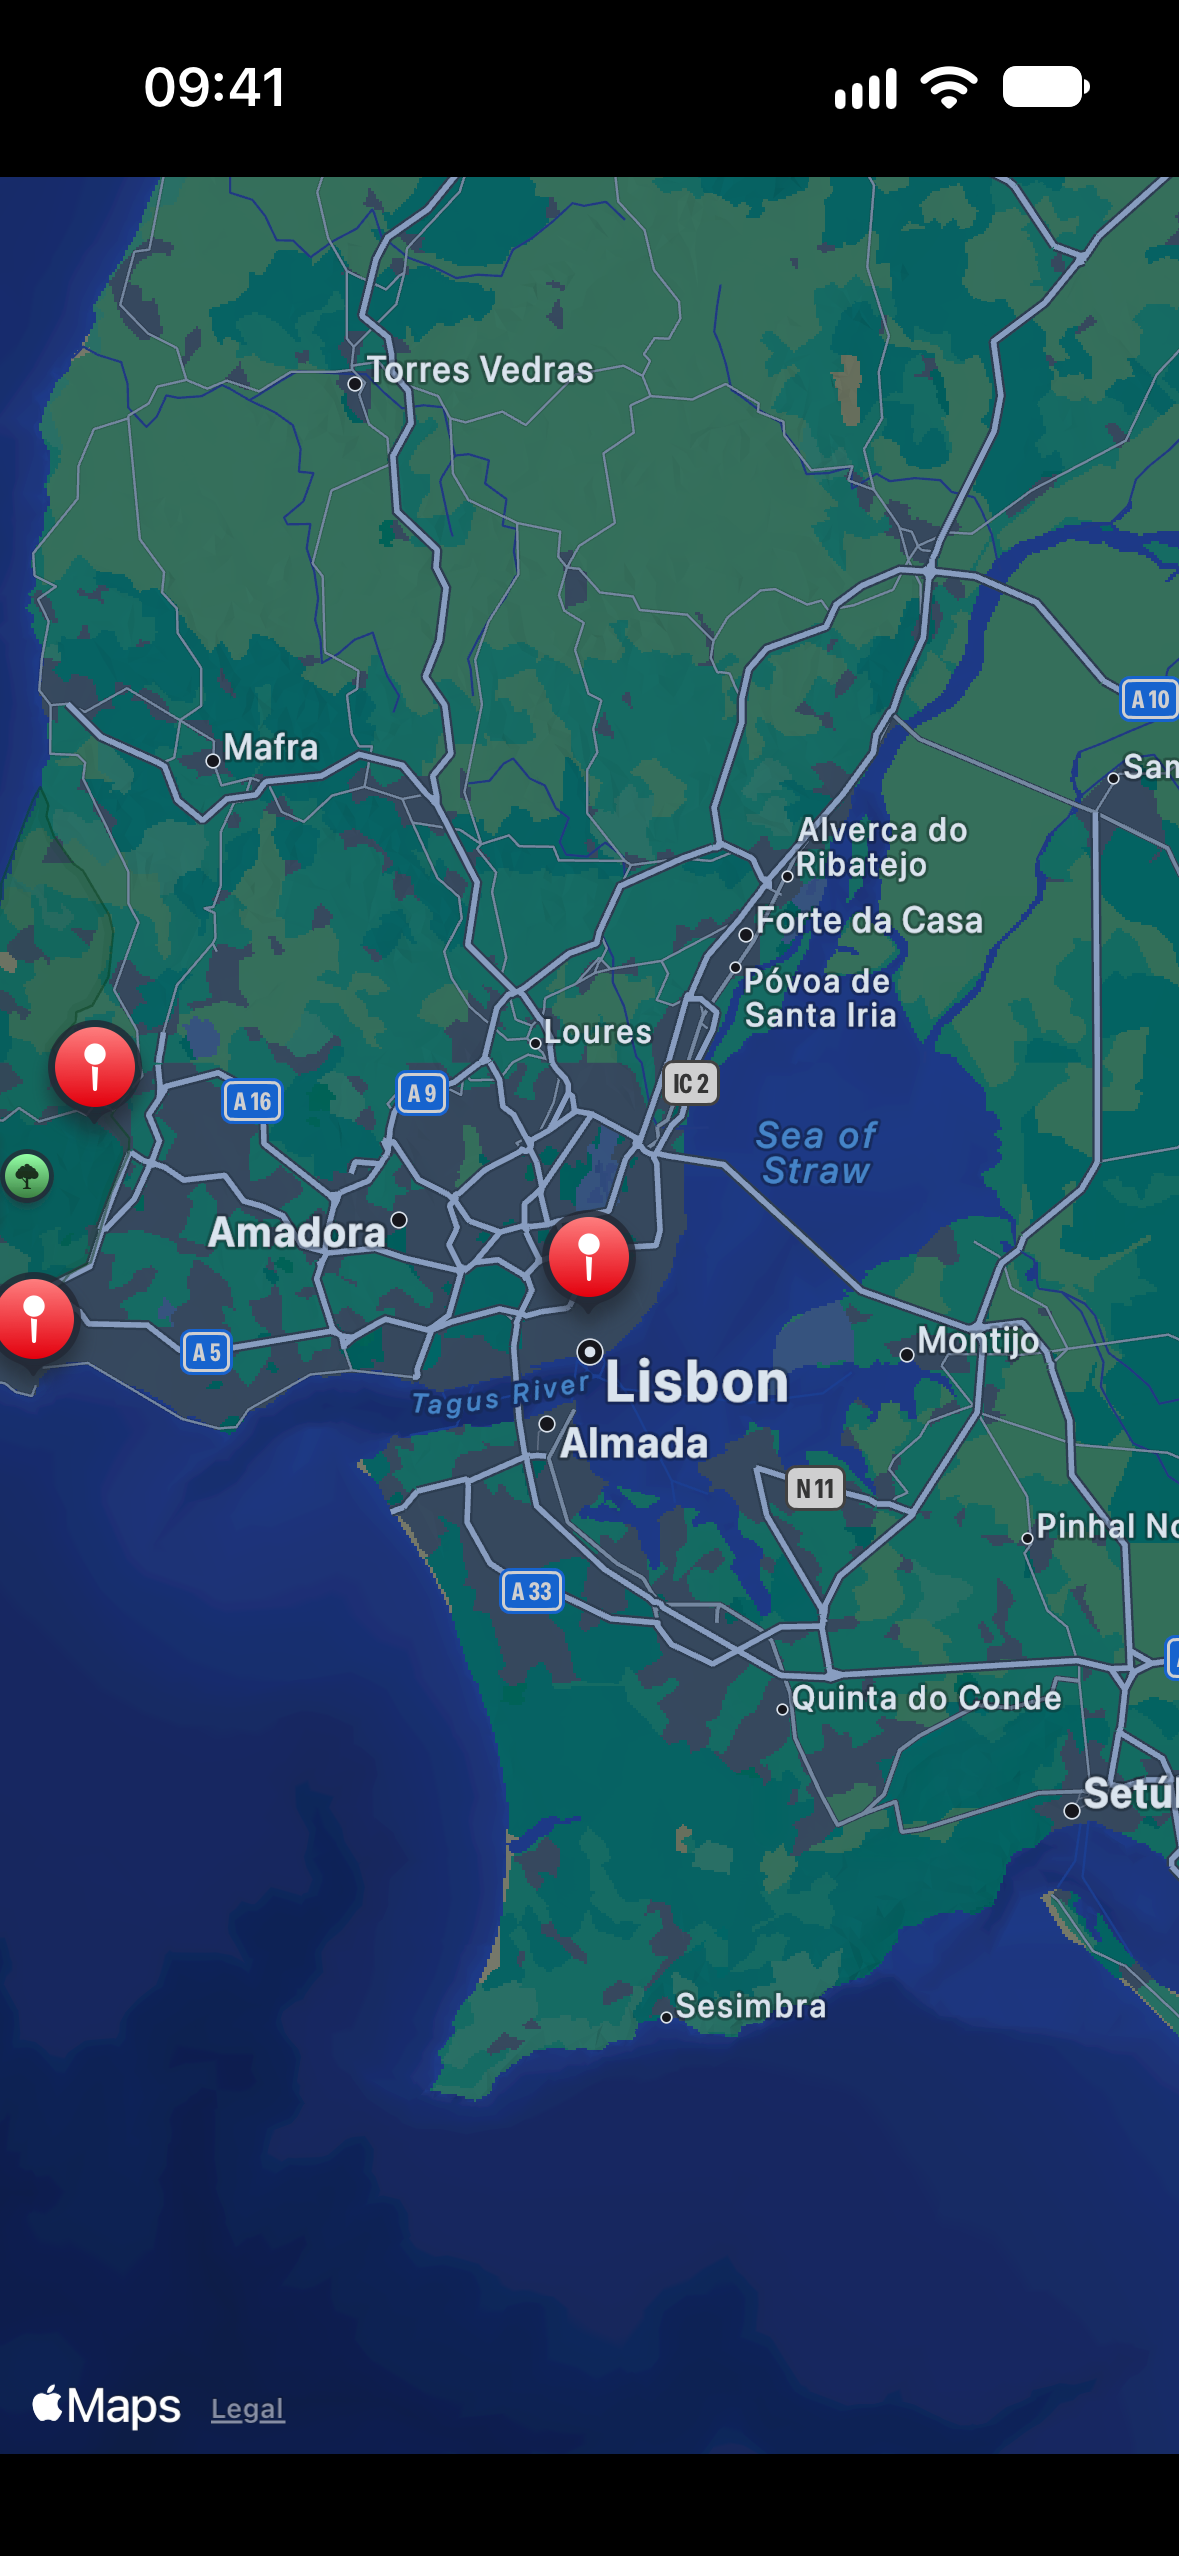 09:41
Torres Vedras
A 10
Mafra
San
Alverca do
Ribatejo
Forte da Casa
Póvoa de
Santa Iria
Loures
IC 2
A 9
A 16
Sea of
Straw
Amadora
Montijo
A 5
Lisbon
Tagus River
Almada
N 11
Pinhal No
A 33
Quinta do Conde
Setú
Sesimbra
Maps
Legal